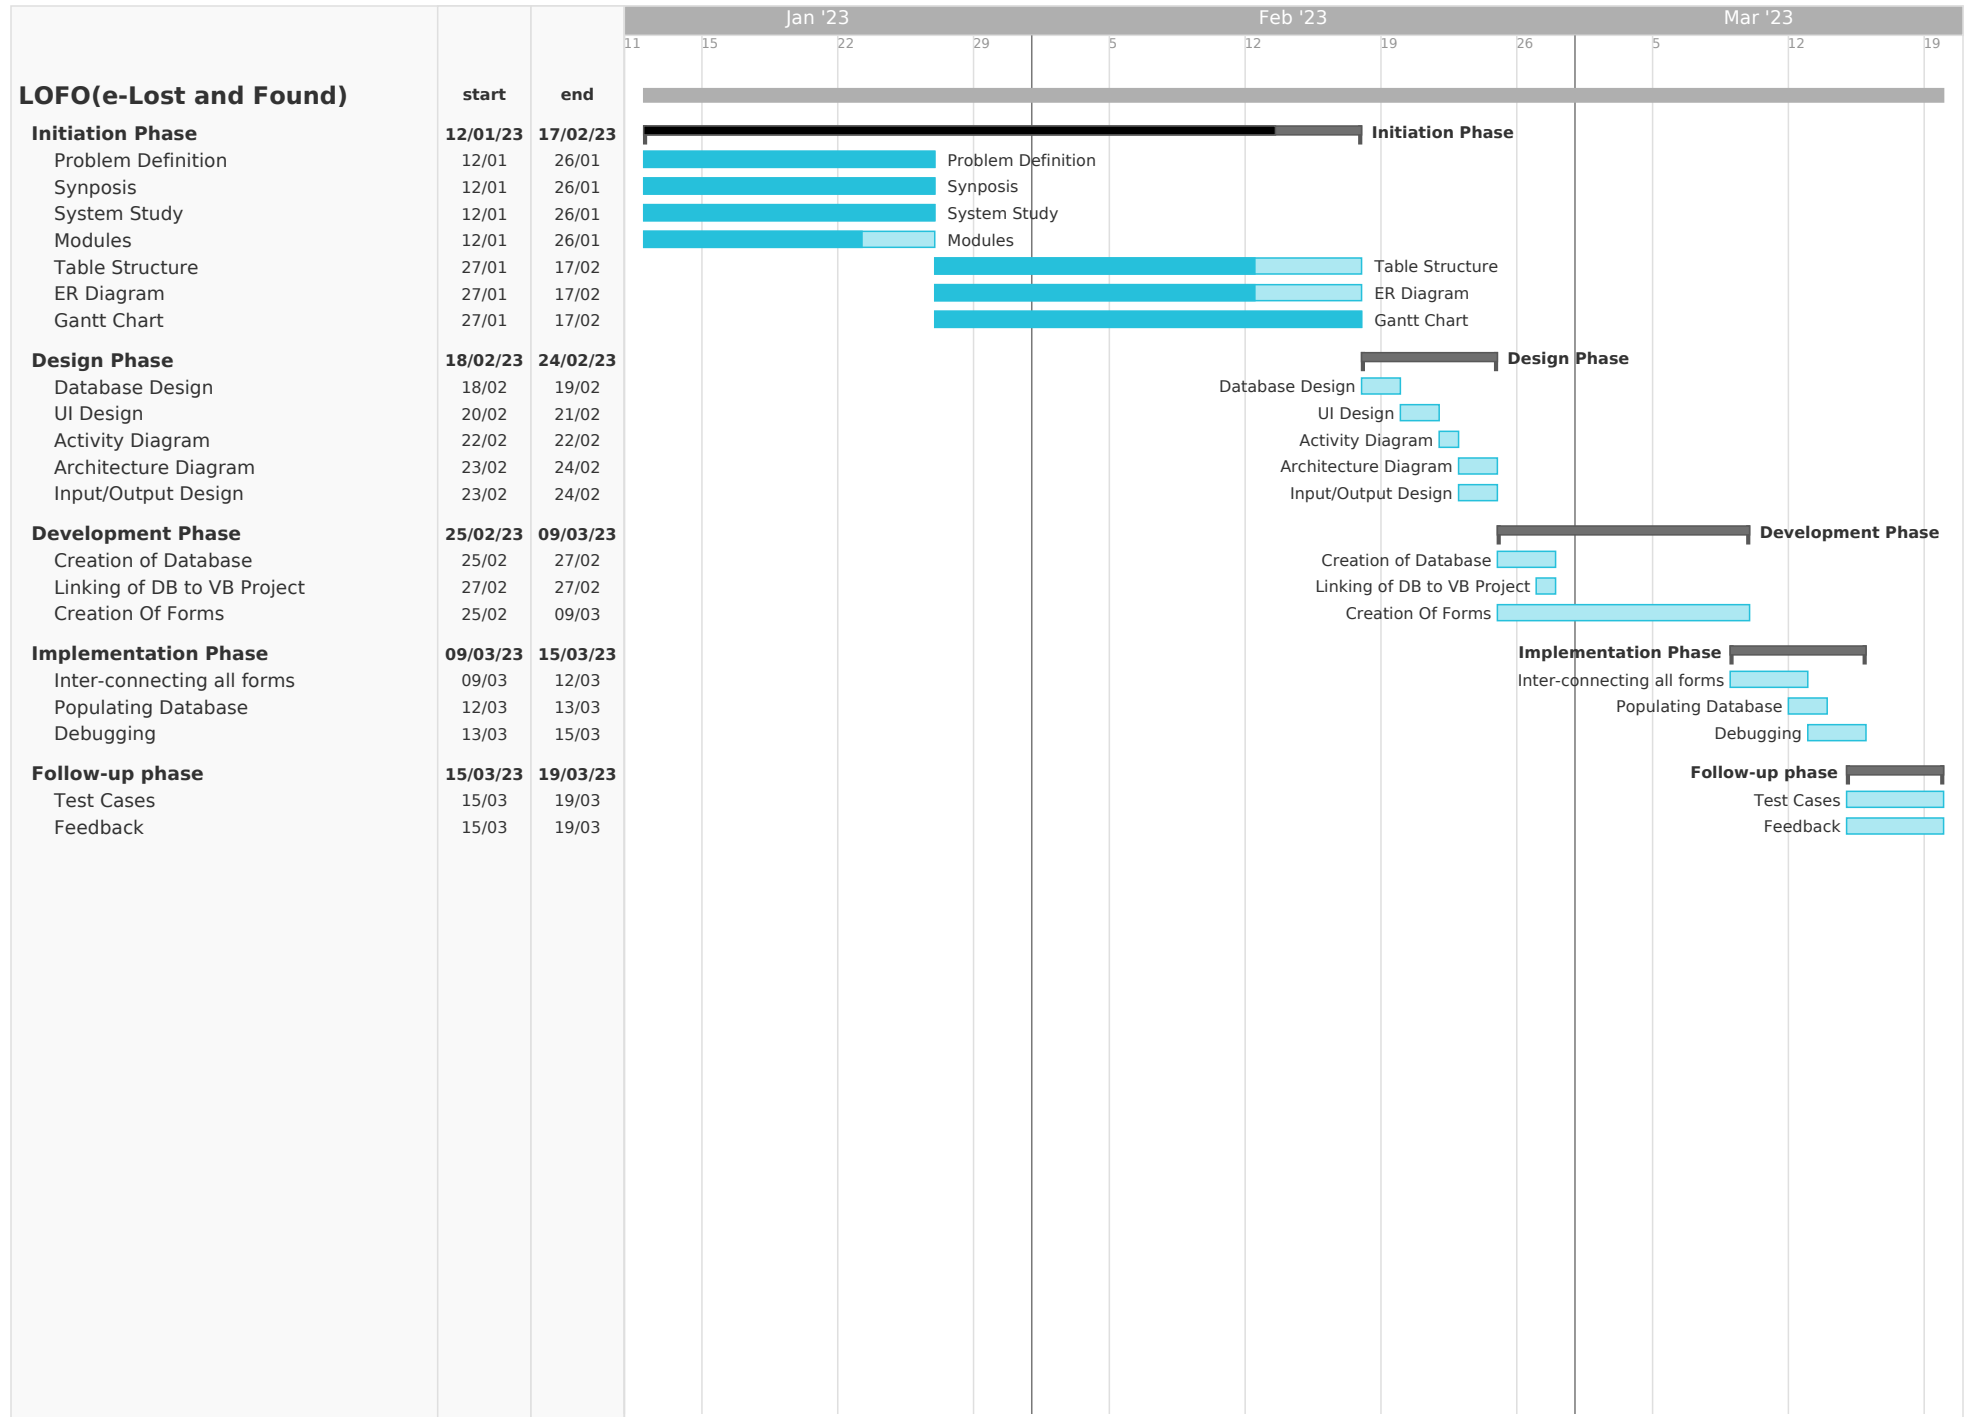 Jan '23 Feb '23 Mar '23
11 15 22 29 5 12 19 26 5 12 19
LOFO(e-Lost and Found) start end
Initiation Phase 12/01/23 17/02/23 Initiation Phase
Problem Definition 12/01 26/01 Problem Definition
Synposis 12/01 26/01 Synposis
System Study 12/01 26/01 System Study
Modules 12/01 26/01 Modules
Table Structure 27/01 17/02 Table Structure
ER Diagram 27/01 17/02 ER Diagram
Gantt Chart 27/01 17/02 Gantt Chart
Design Phase 18/02/23 24/02/23 Design Phase
Database Design 18/02 19/02 Database Design
UI Design 20/02 21/02 UI Design
Activity Diagram 22/02 22/02 Activity Diagram
Architecture Diagram 23/02 24/02 Architecture Diagram
Input/Output Design 23/02 24/02 Input/Output Design
Development Phase 25/02/23 09/03/23 Development Phase
Creation of Database 25/02 27/02 Creation of Database
Linking of DB to VB Project 27/02 27/02 Linking of DB to VB Project
Creation Of Forms 25/02 09/03 Creation Of Forms
Implementation Phase 09/03/23 15/03/23 Implementation Phase
Inter-connecting all forms 09/03 12/03 Inter-connecting all forms
Populating Database 12/03 13/03 Populating Database
Debugging 13/03 15/03 Debugging
Follow-up phase 15/03/23 19/03/23 Follow-up phase
Test Cases 15/03 19/03 Test Cases
Feedback 15/03 19/03 Feedback